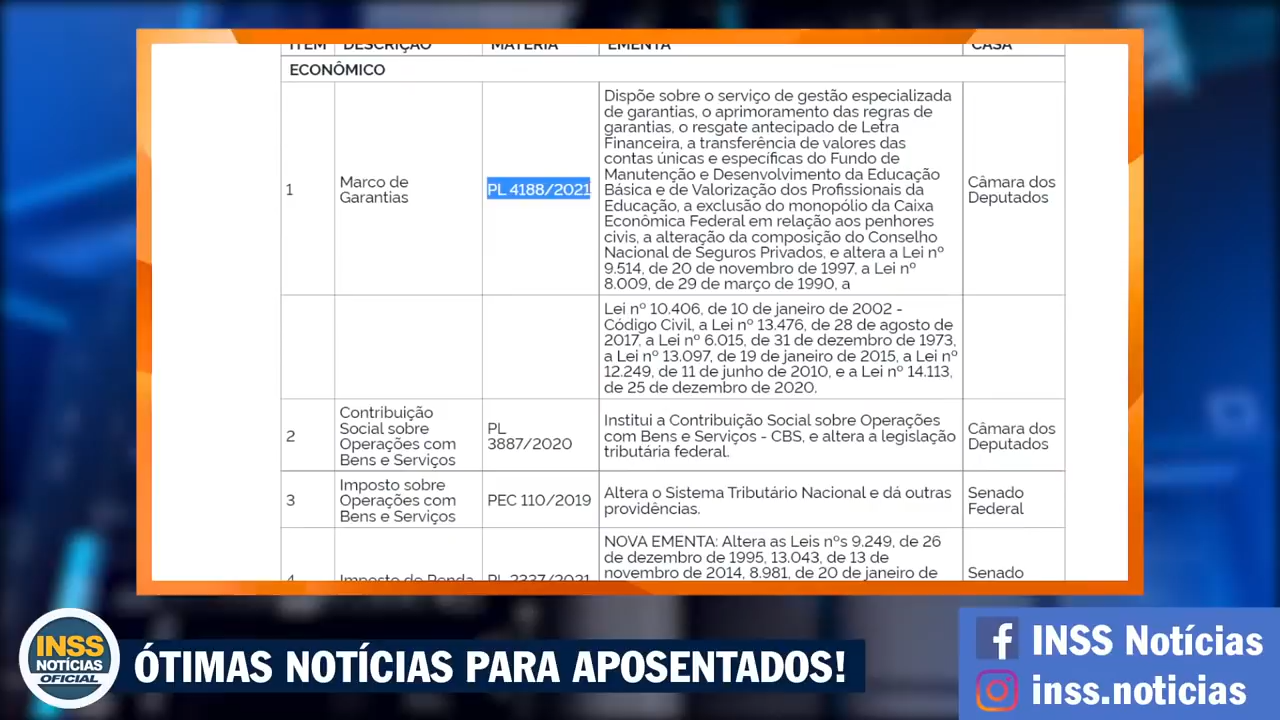 ITEM DESCRIÇÃO MATÉRIA EMENTA CASA
ECONÔMICO
1
Marco de
Garantias
PL 4188/2021
Dispõe sobre o serviço de gestão especializada
de garantias, o aprimoramento das regras de
garantias, o resgate antecipado de Letra
Financeira, a transferência de valores das
contas únicas e específicas do Fundo de
Manutenção e Desenvolvimento da Educação
Básica e de Valorização dos Profissionais da
Educação, a exclusão do monopólio da Caixa
Econômica Federal em relação aos penhores
civis, a alteração da composição do Conselho
Nacional de Seguros Privados, e altera a Lei nº
9.514, de 20 de novembro de 1997, a Lei nº
8.009, de 29 de março de 1990, a
Câmara dos
Deputados
Lei nº 10.406, de 10 de janeiro de 2002 -
Código Civil, a Lei nº 13.476, de 28 de agosto de
2017, a Lei nº 6.015, de 31 de dezembro de 1973,
a Lei nº 13.097, de 19 de janeiro de 2015, a Lei nº
12.249, de 11 de junho de 2010, e a Lei nº 14.113,
de 25 de dezembro de 2020.
2
Contribuição
Social sobre
Operações com
Bens e Serviços
PL
3887/2020
Institui a Contribuição Social sobre Operações
com Bens e Serviços - CBS, e altera a legislação
tributária federal.
Câmara dos
Deputados
3
Imposto sobre
Operações com
Bens e Serviços
PEC 110/2019
Altera o Sistema Tributário Nacional e dá outras
providências.
Senado
Federal
4
Imposto de Renda
PL 2337/2021
NOVA EMENTA: Altera as Leis nºs 9.249, de 26
de dezembro de 1995, 13.043, de 13 de
novembro de 2014, 8.981, de 20 de janeiro de
Senado
INSS
NOTÍCIAS
OFICIAL
ÓTIMAS NOTÍCIAS PARA APOSENTADOS!
f INSS Notícias
inss.noticias